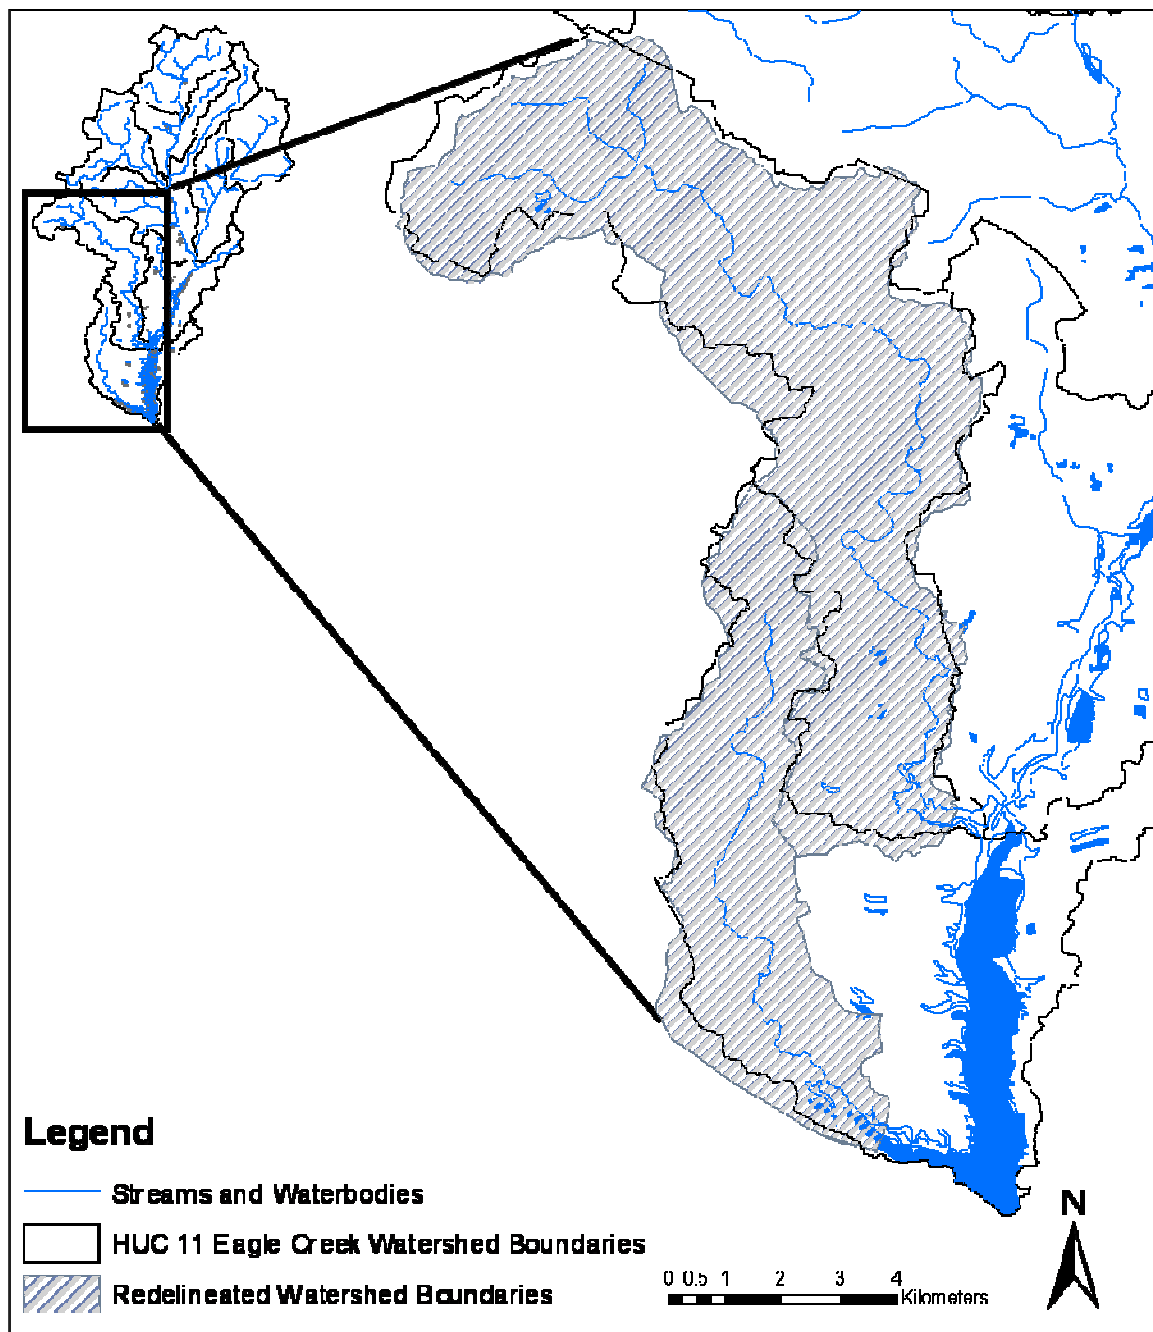 Legend
Streams and Waterbodies
HUC 11 Eagle Creek Watershed Boundaries
Redelineated Watershed Boundaries
0 0.5 1 2 3 4
Kilometers
N